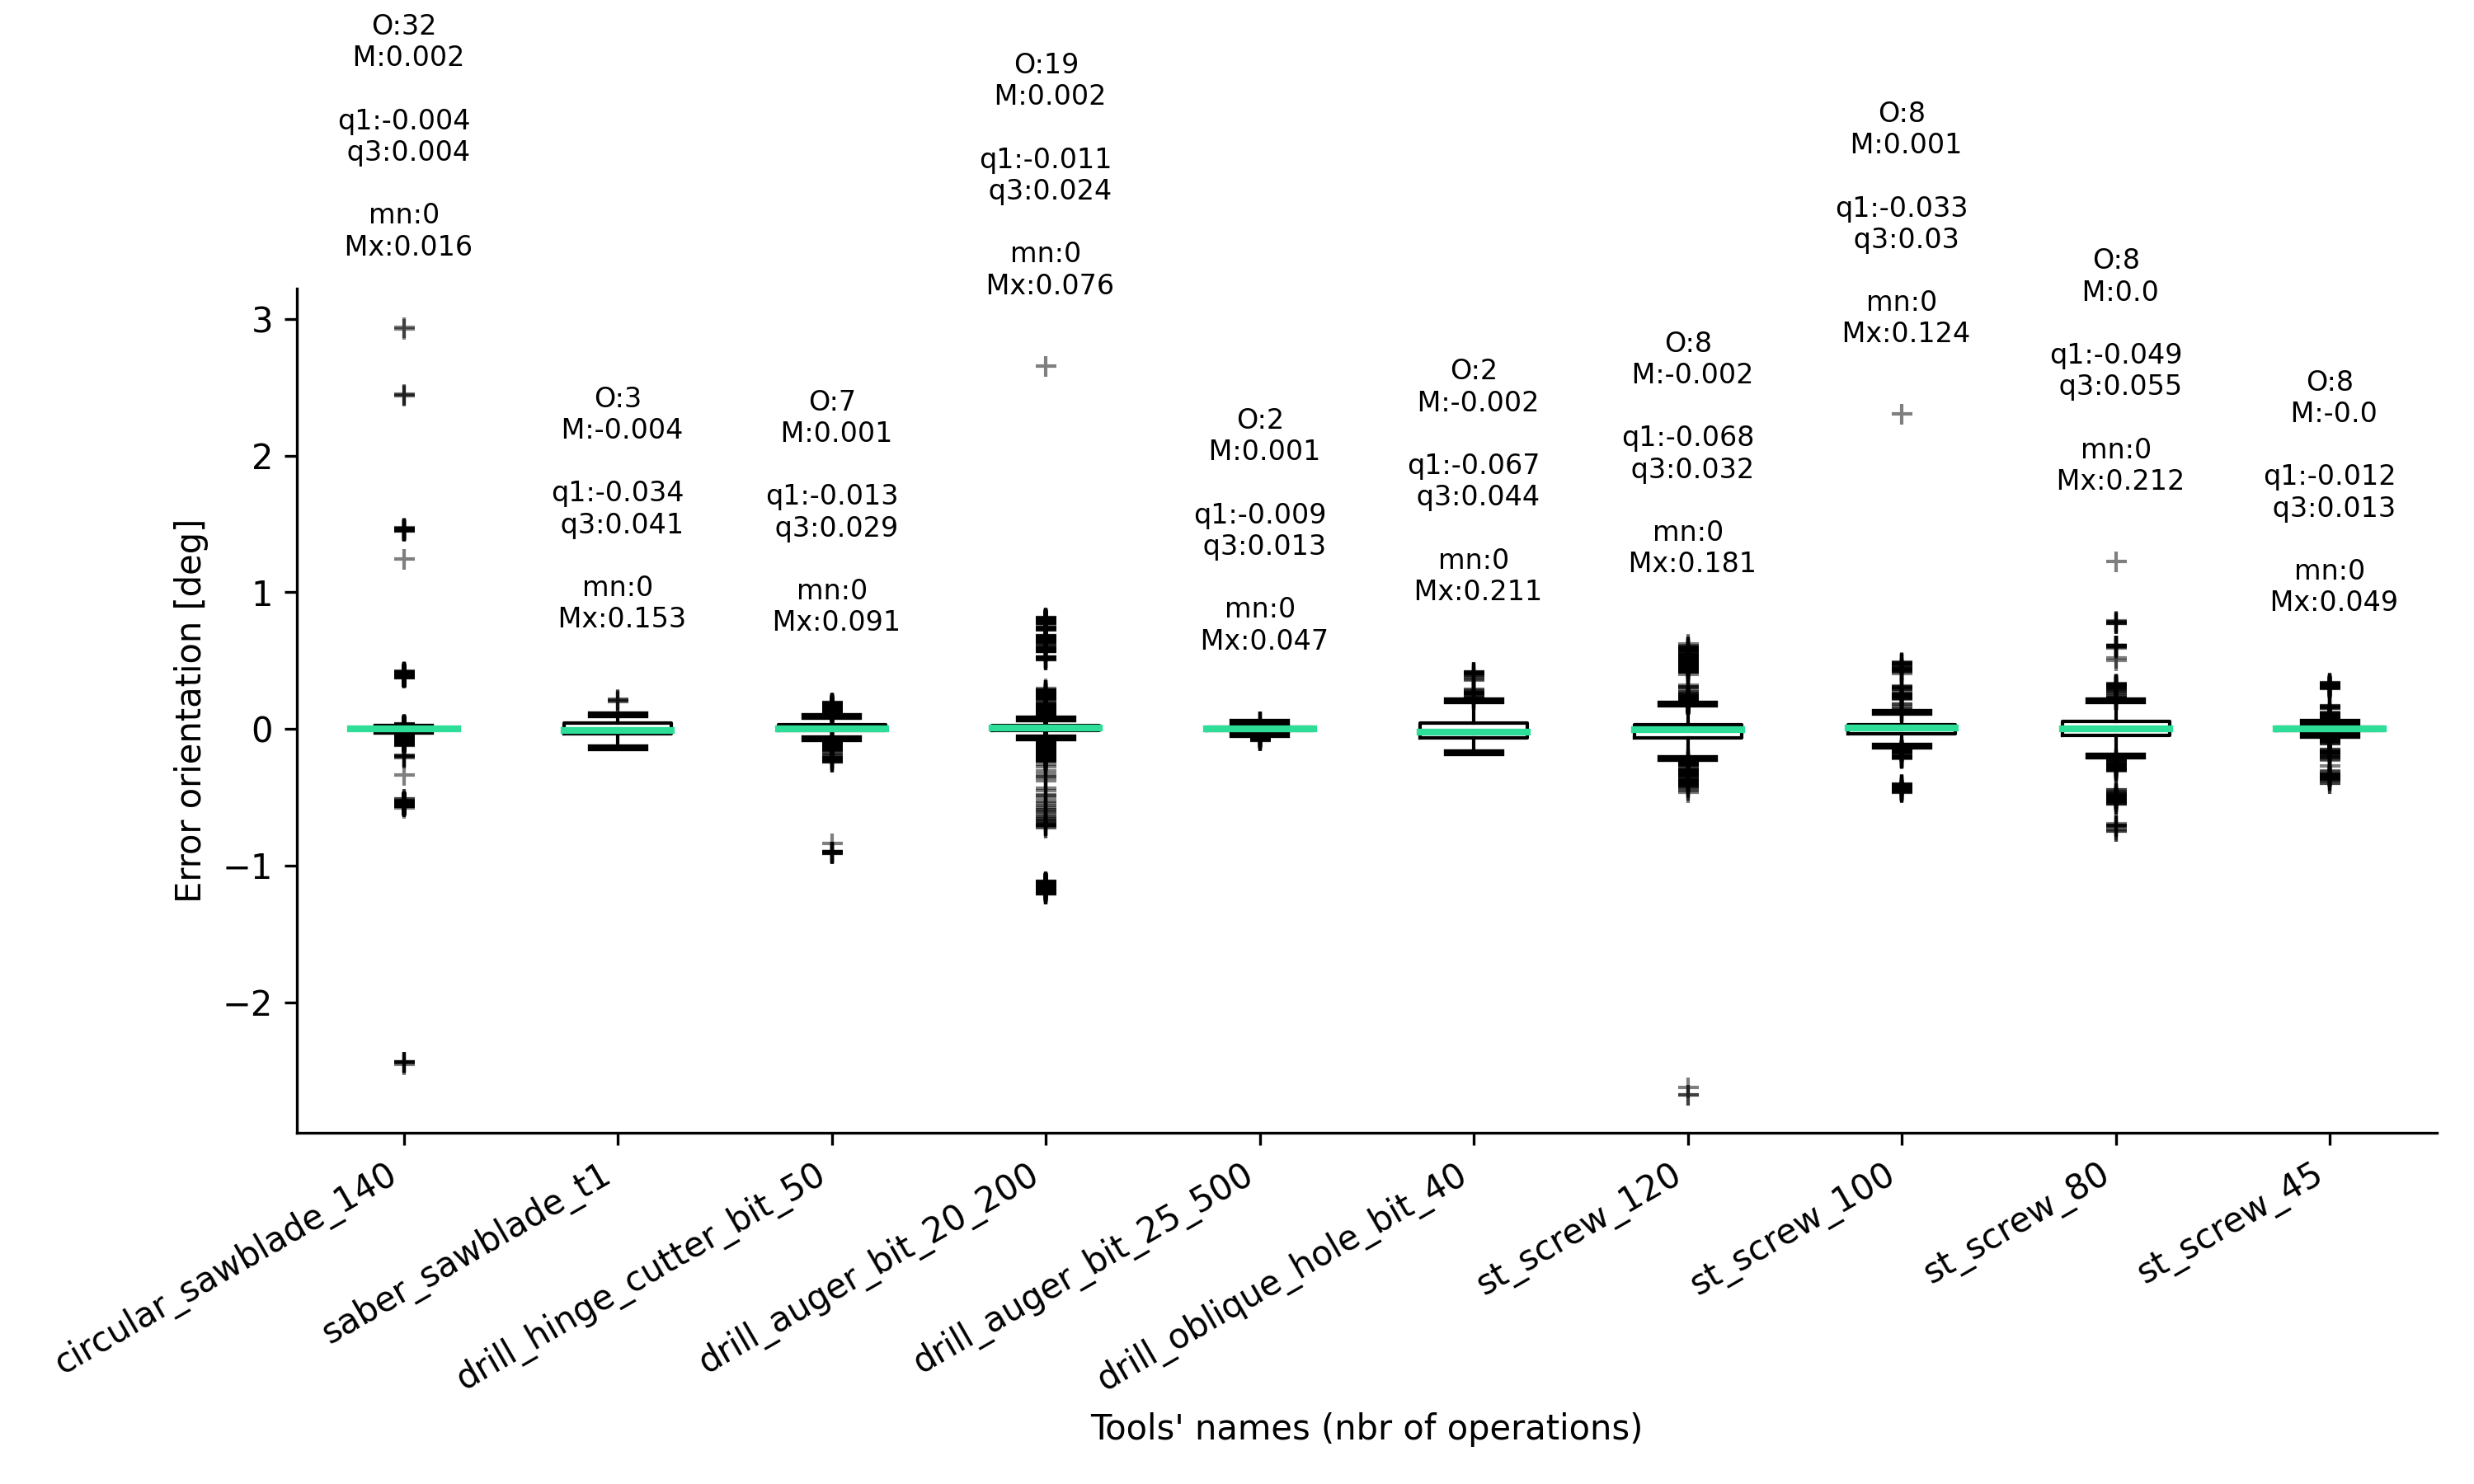 O:32
M:0.002
q1:-0.004
q3:0.004
mn:0
Mx:0.016
O:3
M:-0.004
q1:-0.034
q3:0.041
mn:0
Mx:0.153
O:7
M:0.001
q1:-0.013
q3:0.029
mn:0
Mx:0.091
O:19
M:0.002
q1:-0.011
q3:0.024
mn:0
Mx:0.076
O:2
M:0.001
q1:-0.009
q3:0.013
mn:0
Mx:0.047
O:2
M:-0.002
q1:-0.067
q3:0.044
mn:0
Mx:0.211
O:8
M:-0.002
q1:-0.068
q3:0.032
mn:0
Mx:0.181
O:8
M:0.001
q1:-0.033
q3:0.03
mn:0
Mx:0.124
O:8
M:0.0
q1:-0.049
q3:0.055
mn:0
Mx:0.212
O:8
M:-0.0
q1:-0.012
q3:0.013
mn:0
Mx:0.049
Error orientation [deg]
3
2
1
0
−1
−2
circular_sawblade_140
saber_sawblade_t1
drill_hinge_cutter_bit_50
drill_auger_bit_20_200
drill_auger_bit_25_500
drill_oblique_hole_bit_40
st_screw_120
st_screw_100
st_screw_80
st_screw_45
Tools' names (nbr of operations)